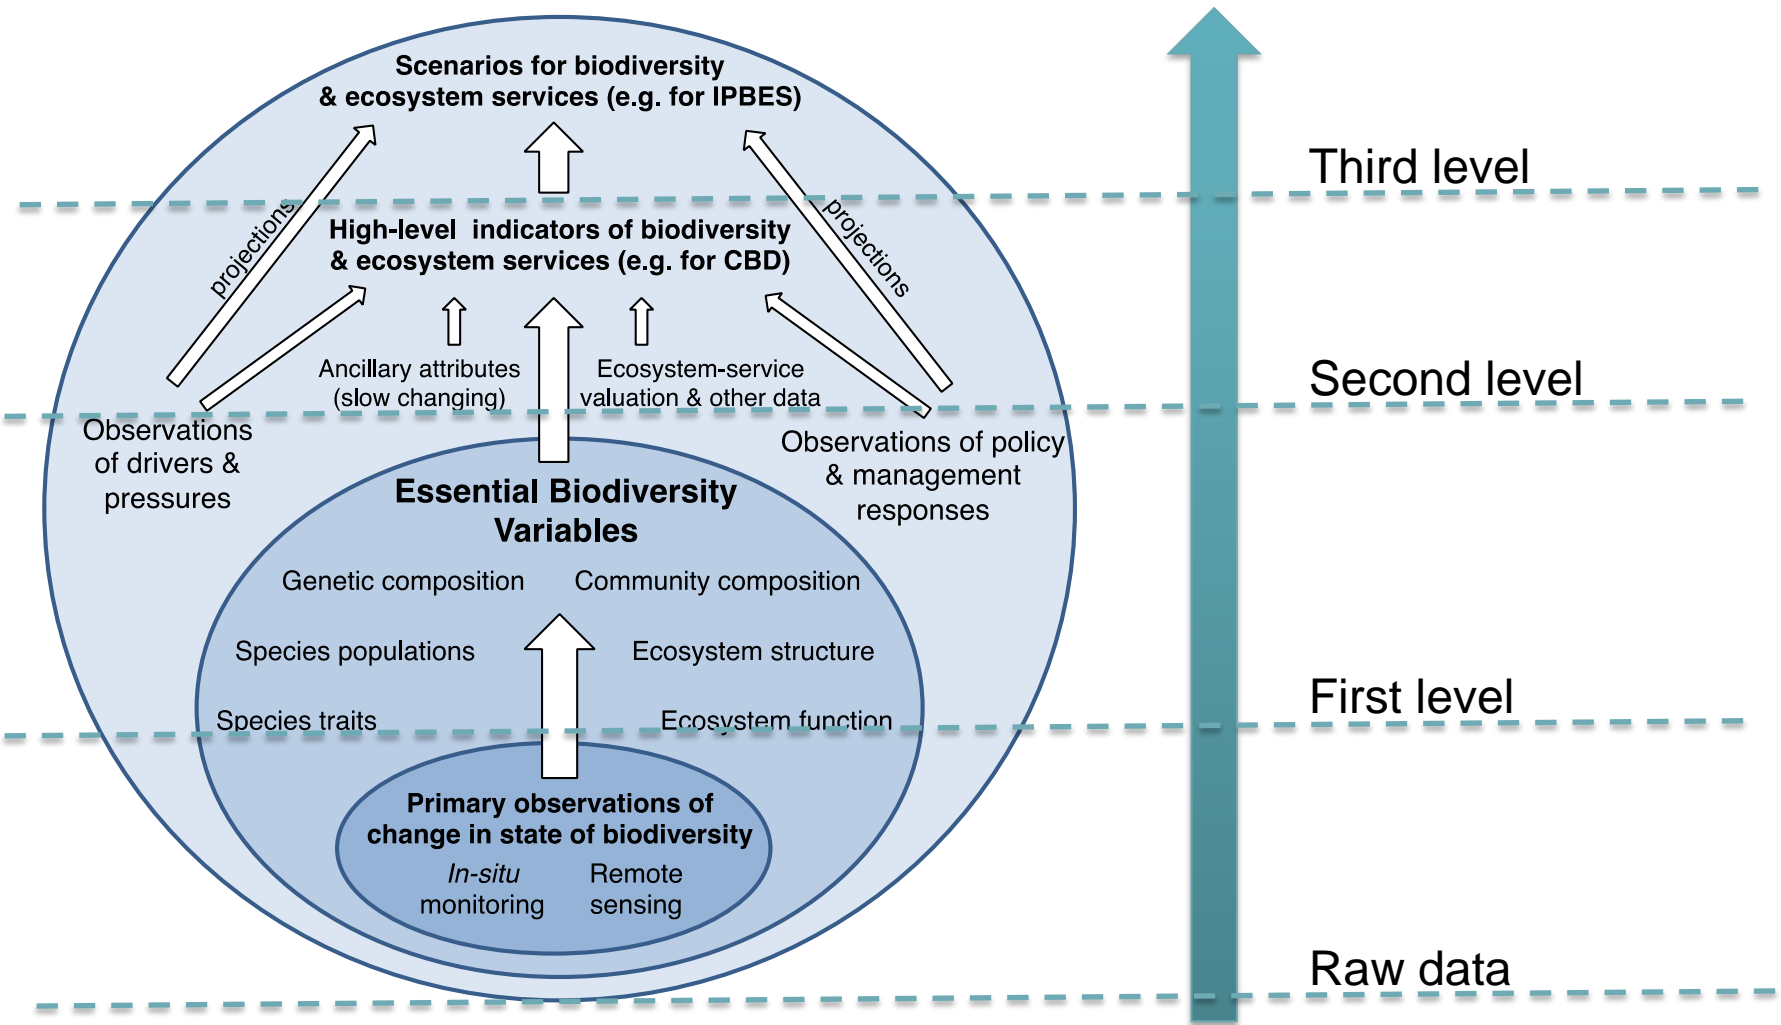 Scenarios for biodiversity
& ecosystem services (e.g. for IPBES)
Third level
projections
projections
High-level indicators of biodiversity
& ecosystem services (e.g. for CBD)
Ancillary attributes
(slow changing)
Ecosystem-service
valuation & other data
Second level
Observations
of drivers &
pressures
Observations of policy
& management
responses
Essential Biodiversity
Variables
Genetic composition
Community composition
Species populations
Ecosystem structure
Species traits
Ecosystem function
First level
Primary observations of
change in state of biodiversity
In-situ
monitoring
Remote
sensing
Raw data